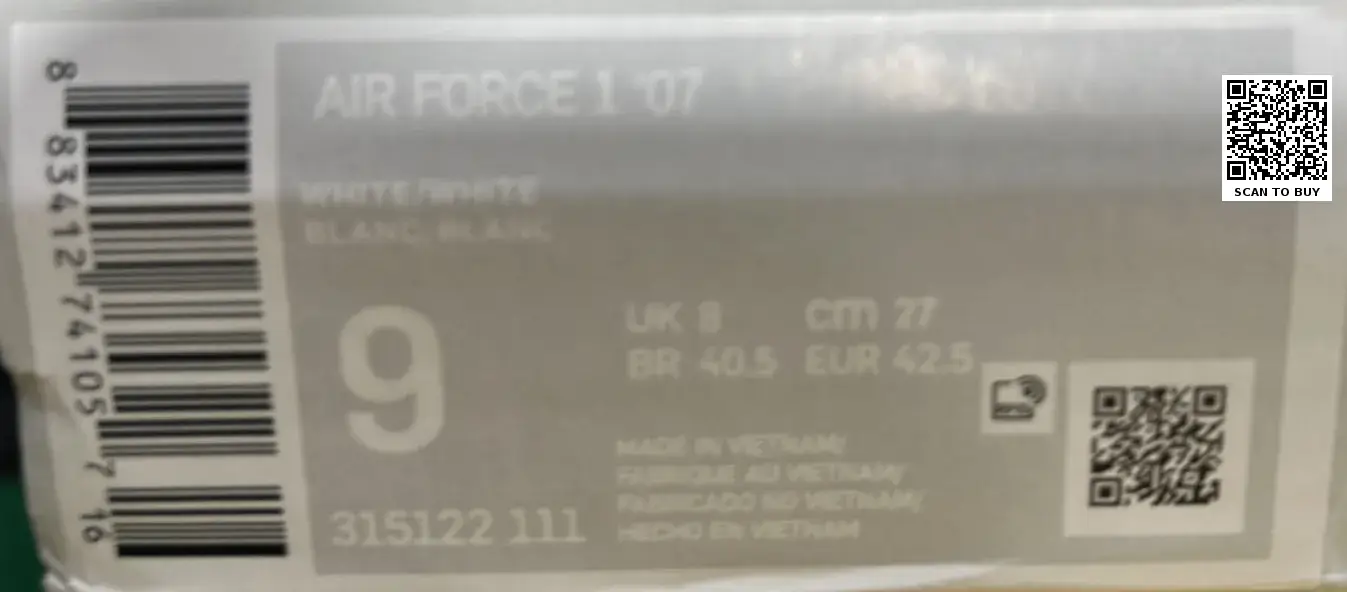 AIR FORCE 1 '07
WHITE/WHITE
BLANC/BLANC
9
UK 8 cm 27
BR 40.5 EUR 42.5
MADE IN VIETNAM/
FABRIQUE AU VIETNAM/
FABRICADO NO VIETNAM/
HECHO EN VIETNAM
315122 111
8 83412 74105 7 16
SCAN TO BUY